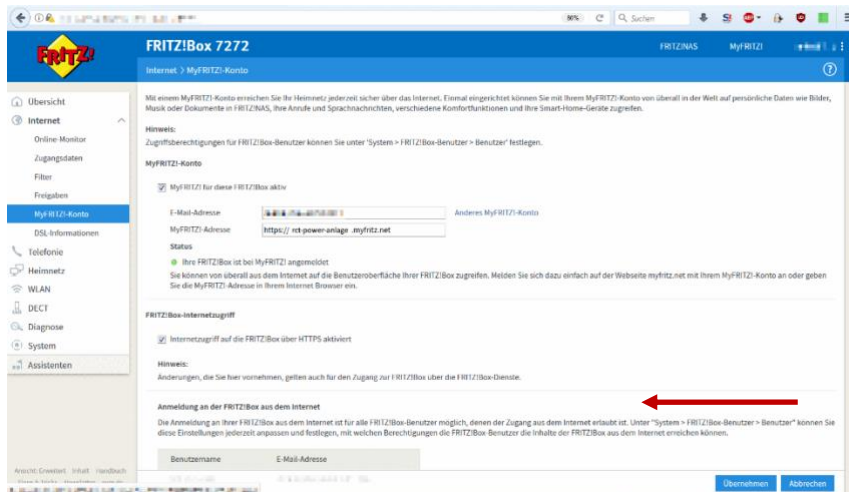 86%
Suchen
FRITZ!
FRITZ!Box 7272
FRITZ!NAS
MyFRITZ!
Internet > MyFRITZ!-Konto
Übersicht
Internet
Online-Monitor
Zugangsdaten
Filter
Freigaben
MyFRITZ!-Konto
DSL-Informationen
Telefonie
Heimnetz
WLAN
DECT
Diagnose
System
Assistenten
Ansicht: Erweitert Inhalt Handbuch
Mit einem MyFRITZ!-Konto erreichen Sie Ihr Heimnetz jederzeit sicher über das Internet. Einmal eingerichtet können Sie mit Ihrem MyFRITZ!-Konto von überall in der Welt auf persönliche Daten wie Bilder,
Musik oder Dokumente in FRITZ!NAS, Ihre Anrufe und Sprachnachrichten, verschiedene Komfortfunktionen und Ihre Smart-Home-Geräte zugreifen.
Hinweis:
Zugriffsberechtigungen für FRITZ!Box-Benutzer können Sie unter 'System > FRITZ!Box-Benutzer > Benutzer' festlegen.
MyFRITZ!-Konto
MyFRITZ! für diese FRITZ!Box aktiv
E-Mail-Adresse
Anderes MyFRITZ!-Konto
MyFRITZ!-Adresse
https:// rct-power-anlage .myfritz.net
Status
Ihre FRITZ!Box ist bei MyFRITZ! angemeldet
Sie können von überall aus dem Internet auf die Benutzeroberfläche Ihrer FRITZ!Box zugreifen. Melden Sie sich dazu einfach auf der Webseite myfritz.net mit Ihrem MyFRITZ!-Konto an oder geben
Sie die MyFRITZ!-Adresse in Ihrem Internet Browser ein.
FRITZ!Box-Internetzugriff
Internetzugriff auf die FRITZ!Box über HTTPS aktiviert
Hinweis:
Änderungen, die Sie hier vornehmen, gelten auch für den Zugang zur FRITZ!Box über die FRITZ!Box-Dienste.
Anmeldung an der FRITZ!Box aus dem Internet
Die Anmeldung an Ihrer FRITZ!Box aus dem Internet ist für alle FRITZ!Box-Benutzer möglich, denen der Zugang aus dem Internet erlaubt ist. Unter "System > FRITZ!Box-Benutzer > Benutzer" können Sie
diese Einstellungen jederzeit anpassen und festlegen, mit welchen Berechtigungen die FRITZ!Box-Benutzer die Inhalte der FRITZ!Box aus dem Internet erreichen können.
Benutzername
E-Mail-Adresse
Übernehmen
Abbrechen